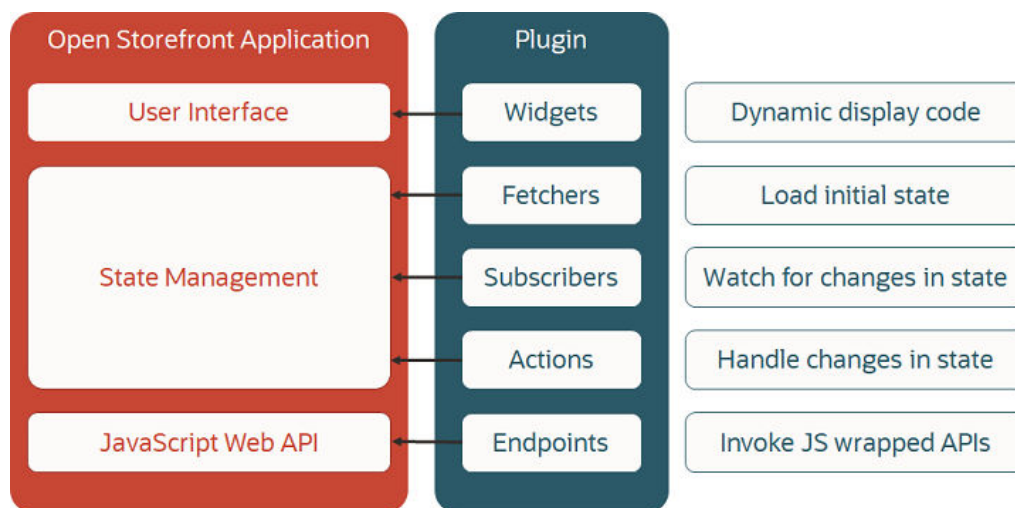 Open Storefront Application
Plugin
User Interface
Widgets
Dynamic display code
Fetchers
Load initial state
State Management
Subscribers
Watch for changes in state
Actions
Handle changes in state
JavaScript Web API
Endpoints
Invoke JS wrapped APIs